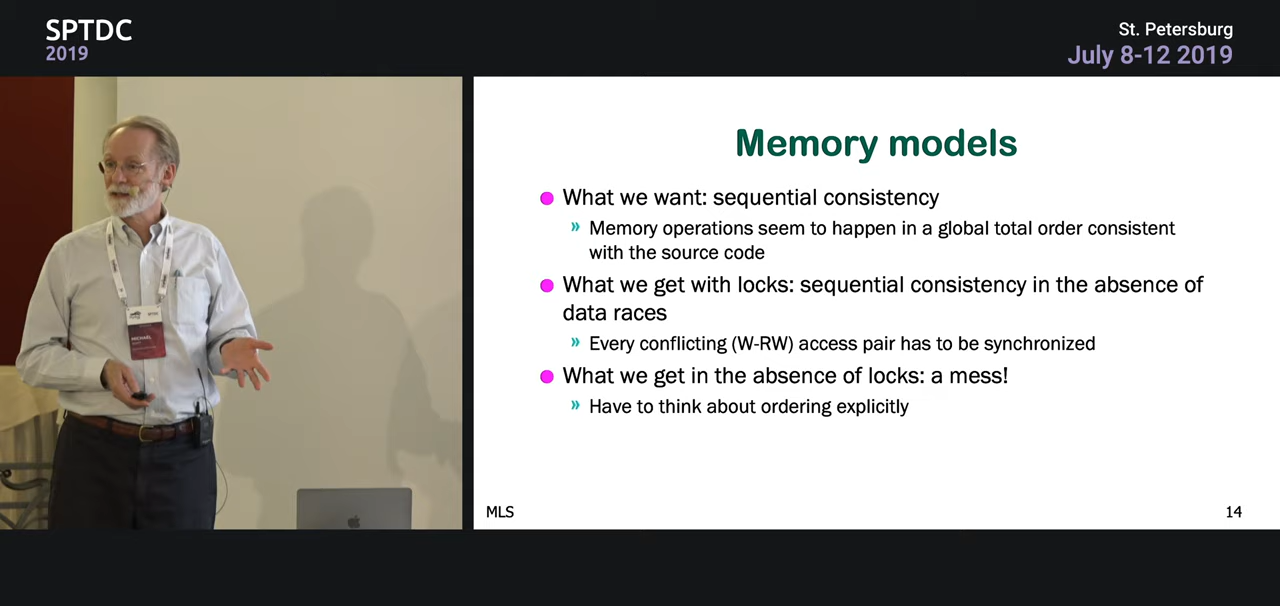 SPTDC
2019
St. Petersburg
July 8-12 2019
MICHAEL
Memory models
What we want: sequential consistency
» Memory operations seem to happen in a global total order consistent
with the source code
What we get with locks: sequential consistency in the absence of
data races
» Every conflicting (W-RW) access pair has to be synchronized
What we get in the absence of locks: a mess!
» Have to think about ordering explicitly
MLS
14